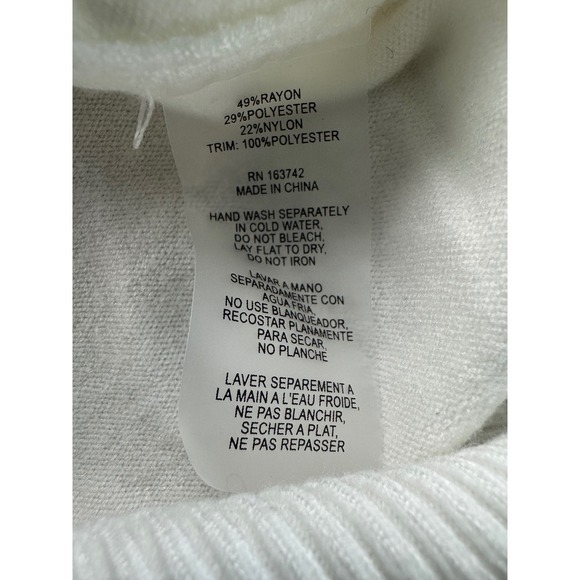 49%RAYON
29%POLYESTER
22%NYLON
TRIM: 100%POLYESTER
RN 163742
MADE IN CHINA
HAND WASH SEPARATELY
IN COLD WATER,
DO NOT BLEACH,
LAY FLAT TO DRY,
DO NOT IRON
LAVAR A MANO
SEPARADAMENTE CON
AGUA FRIA,
NO USE BLANQUEADOR,
RECOSTAR PLANAMENTE
PARA SECAR,
NO PLANCHE
LAVER SEPAREMENT A
LA MAIN A L'EAU FROIDE,
NE PAS BLANCHIR,
SECHER A PLAT,
NE PAS REPASSER